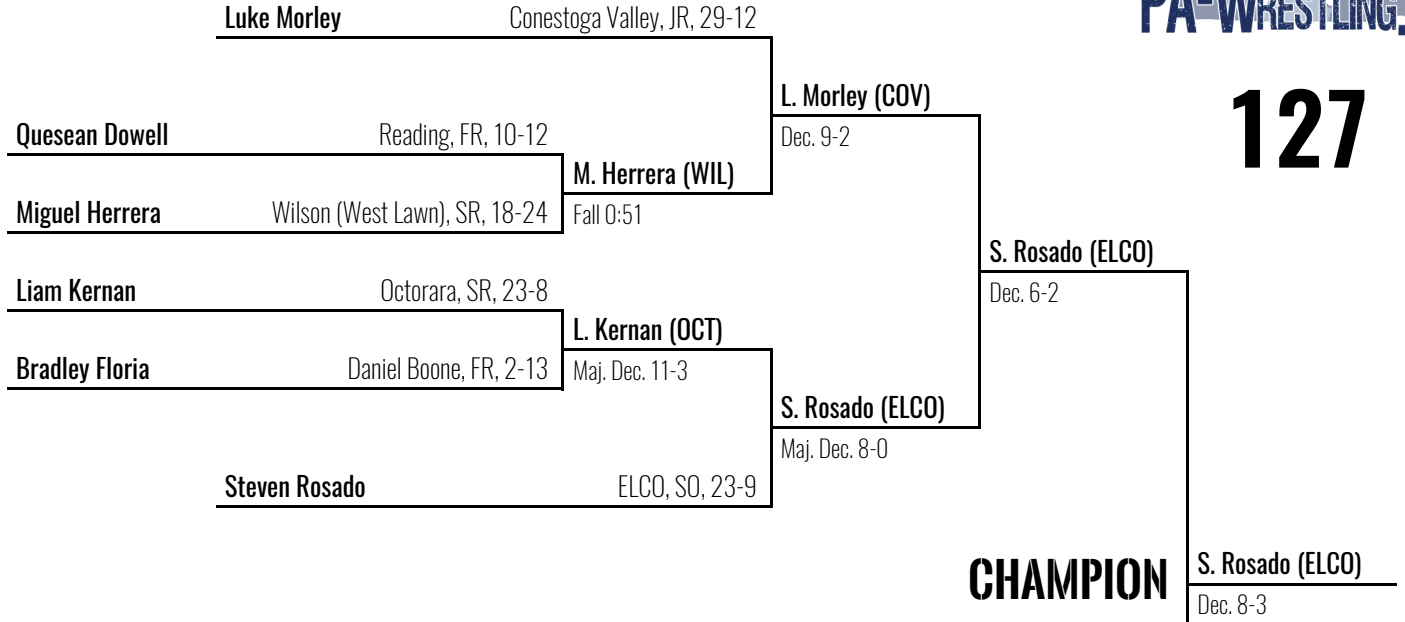 Luke Morley Conestoga Valley, JR, 29-12
PA-WRESTLING.
127
L. Morley (COV)
Dec. 9-2
Quesean Dowell Reading, FR, 10-12
M. Herrera (WIL)
Fall 0:51
Miguel Herrera Wilson (West Lawn), SR, 18-24
S. Rosado (ELCO)
Dec. 6-2
Liam Kernan Octorara, SR, 23-8
L. Kernan (OCT)
Maj. Dec. 11-3
Bradley Floria Daniel Boone, FR, 2-13
S. Rosado (ELCO)
Maj. Dec. 8-0
Steven Rosado ELCO, SO, 23-9
CHAMPION
S. Rosado (ELCO)
Dec. 8-3